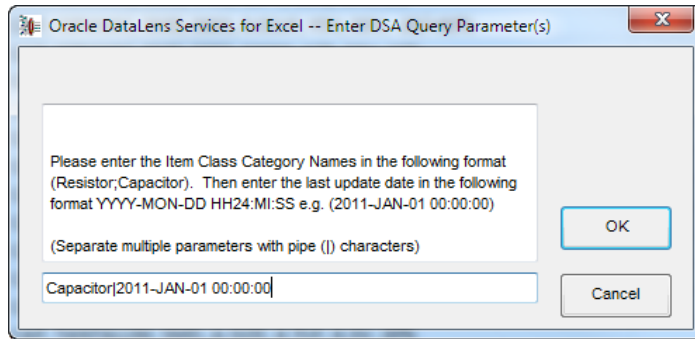 Oracle DataLens Services for Excel -- Enter DSA Query Parameter(s)
Please enter the Item Class Category Names in the following format
(Resistor;Capacitor).  Then enter the last update date in the following
format YYYY-MON-DD HH24:MI:SS e.g. (2011-JAN-01 00:00:00)
(Separate multiple parameters with pipe (|) characters)
OK
Capacitor|2011-JAN-01 00:00:00
Cancel